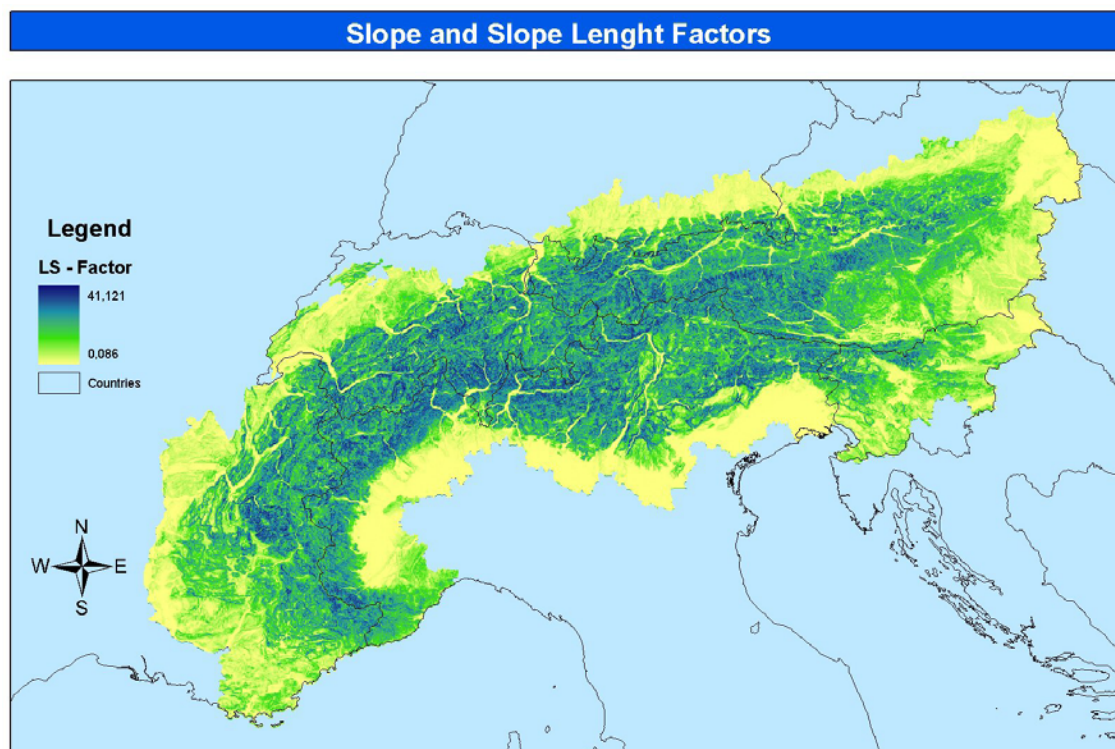 Slope and Slope Lenght Factors
Legend
LS - Factor
41,121
0,086
Countries
N
W E
S